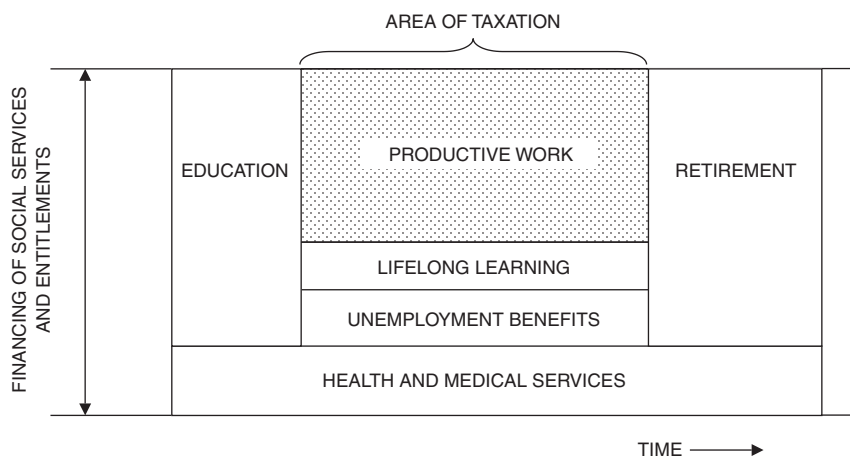 AREA OF TAXATION
FINANCING OF SOCIAL SERVICES
AND ENTITLEMENTS
EDUCATION
PRODUCTIVE WORK
RETIREMENT
LIFELONG LEARNING
UNEMPLOYMENT BENEFITS
HEALTH AND MEDICAL SERVICES
TIME